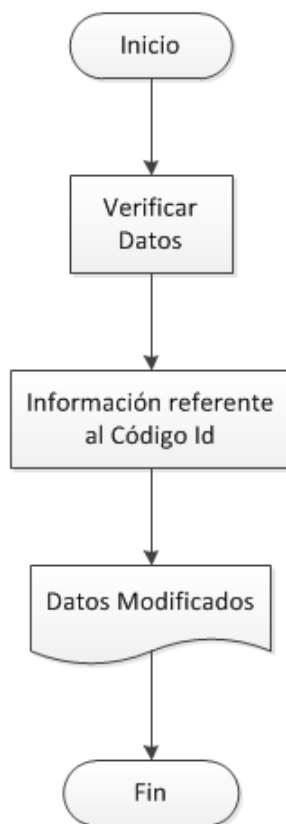 Inicio
Verificar
Datos
Información referente
al Código Id
Datos Modificados
Fin